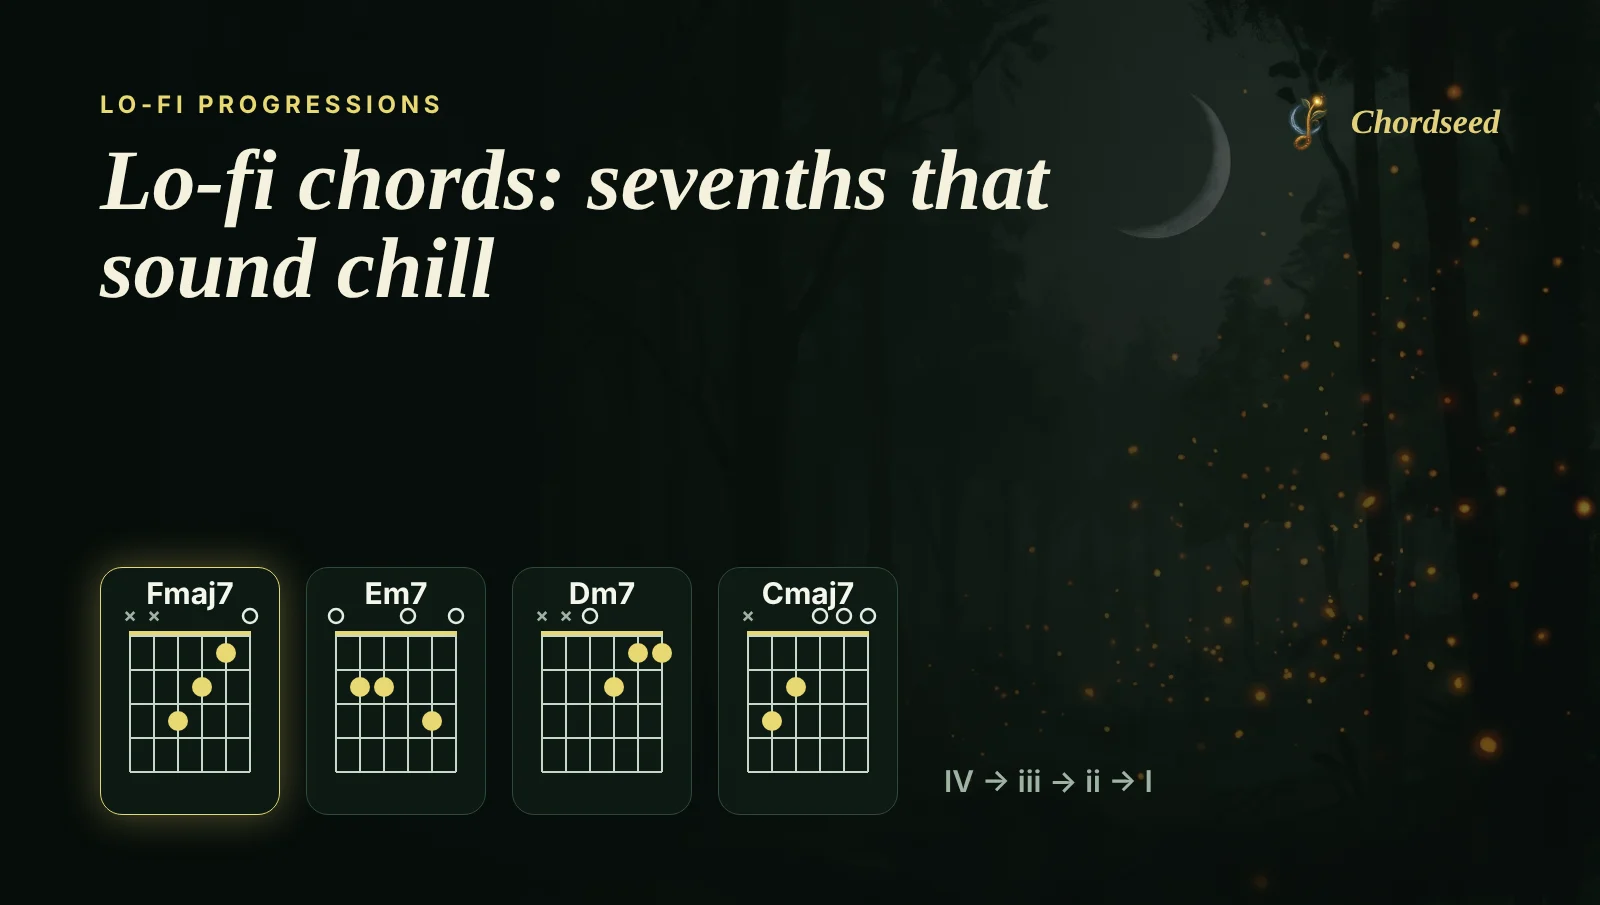 LO-FI PROGRESSIONS
Chordseed
Lo-fi chords: sevenths that
sound chill
Fmaj7
Em7
Dm7
Cmaj7
IV → iii → ii → I